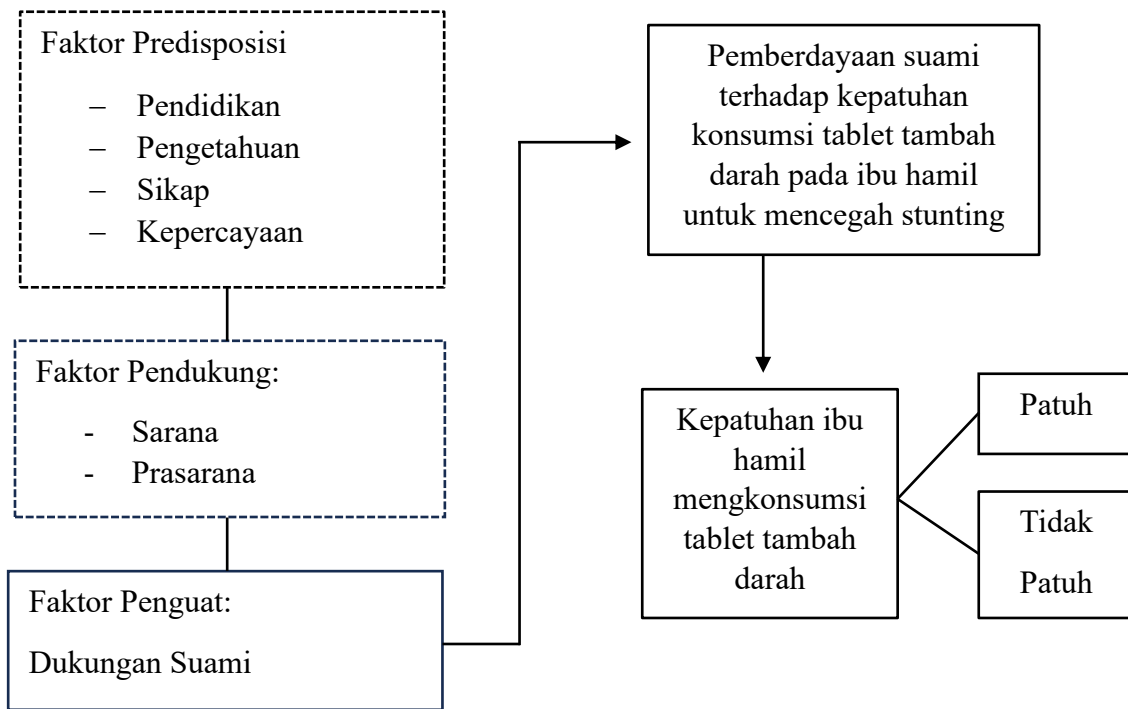 Faktor Predisposisi
– Pendidikan
– Pengetahuan
– Sikap
– Kepercayaan
Faktor Pendukung:
- Sarana
- Prasarana
Faktor Penguat:
Dukungan Suami
Pemberdayaan suami
terhadap kepatuhan
konsumsi tablet tambah
darah pada ibu hamil
untuk mencegah stunting
Kepatuhan ibu
hamil
mengkonsumsi
tablet tambah
darah
Patuh
Tidak
Patuh